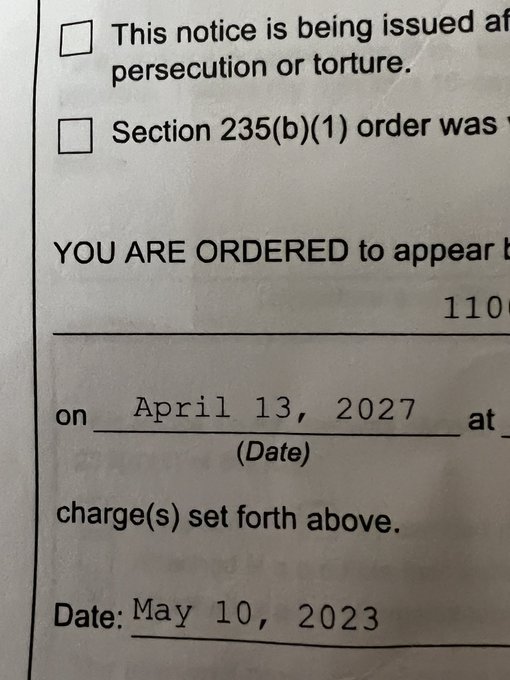 This notice is being issued af
persecution or torture.
Section 235(b)(1) order was
YOU ARE ORDERED to appear b
110
on April 13, 2027 at
(Date)
charge(s) set forth above.
Date: May 10, 2023